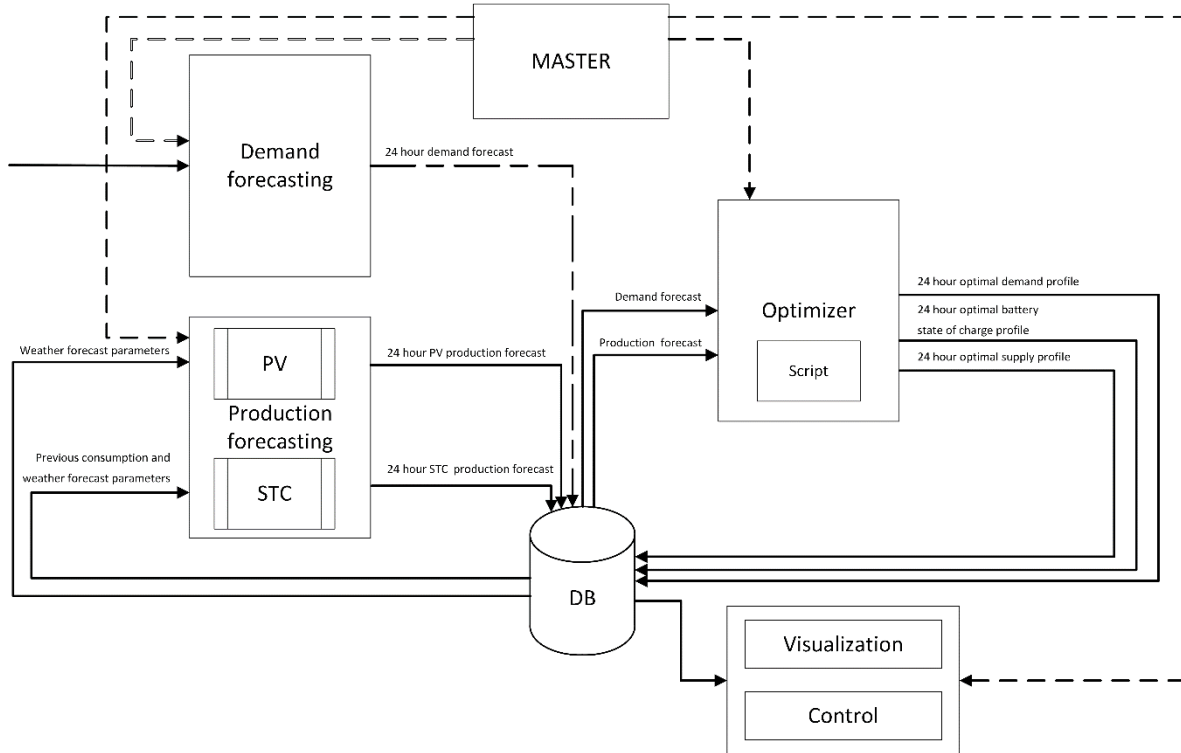 MASTER
Demand
forecasting
24 hour demand forecast
Demand forecast
Production forecast
Optimizer
Script
24 hour optimal demand profile
24 hour optimal battery
state of charge profile
24 hour optimal supply profile
Weather forecast parameters
PV
24 hour PV production forecast
Production
forecasting
Previous consumption and
weather forecast parameters
STC
24 hour STC production forecast
DB
Visualization
Control